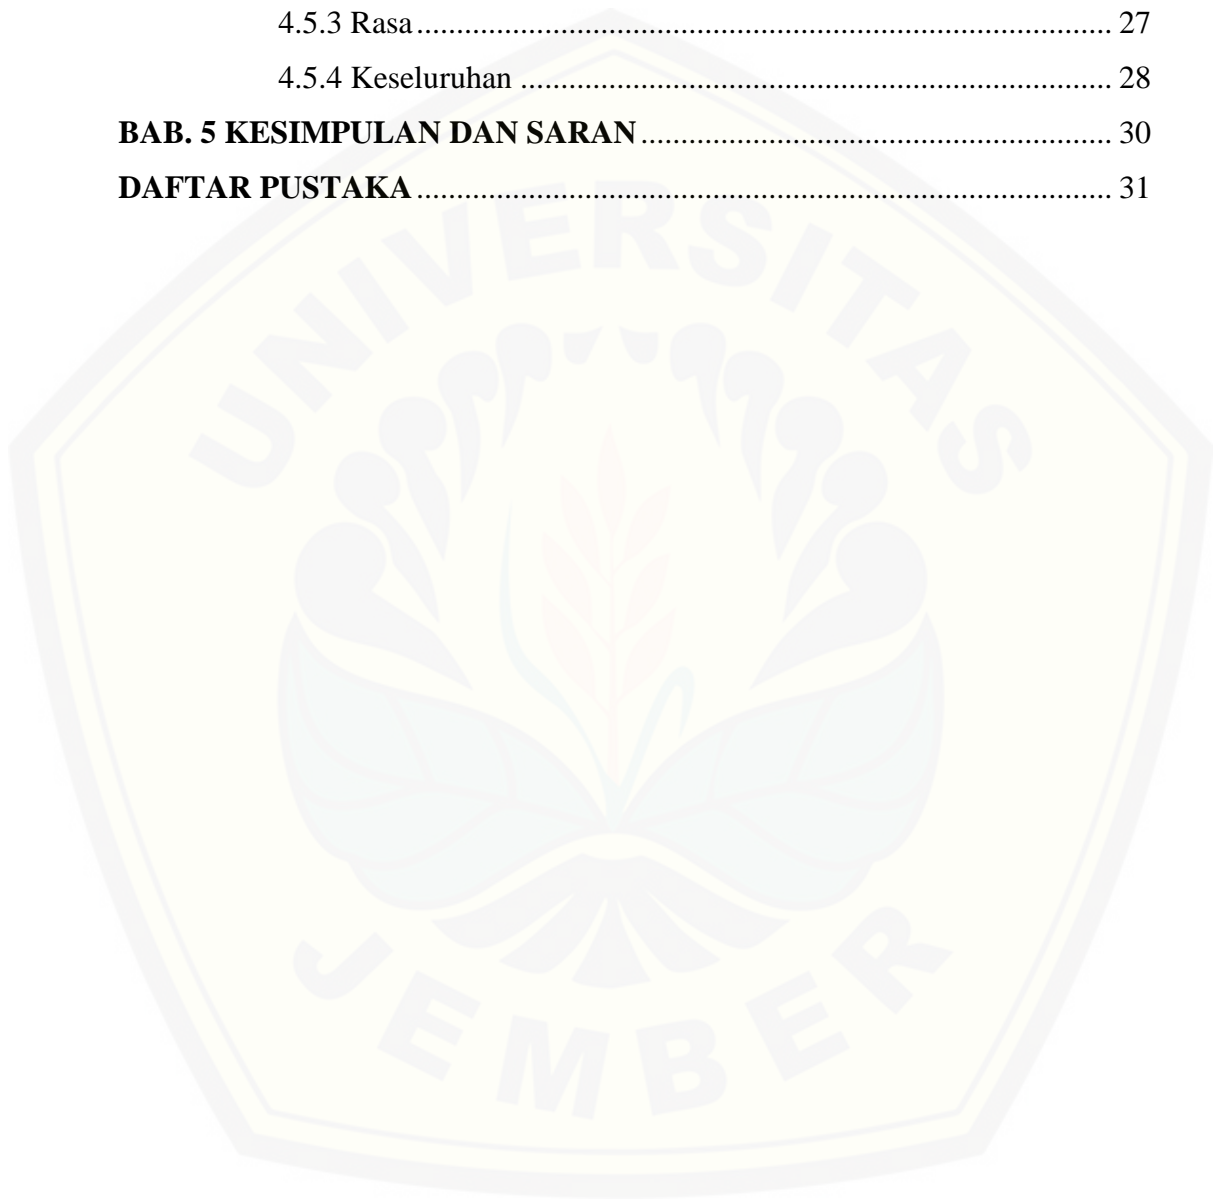 4.5.3 Rasa........................................................................................ 27
4.5.4 Keseluruhan ........................................................................... 28
BAB. 5 KESIMPULAN DAN SARAN............................................................ 30
DAFTAR PUSTAKA........................................................................................ 31
UNIVERSITAS
JEMBER